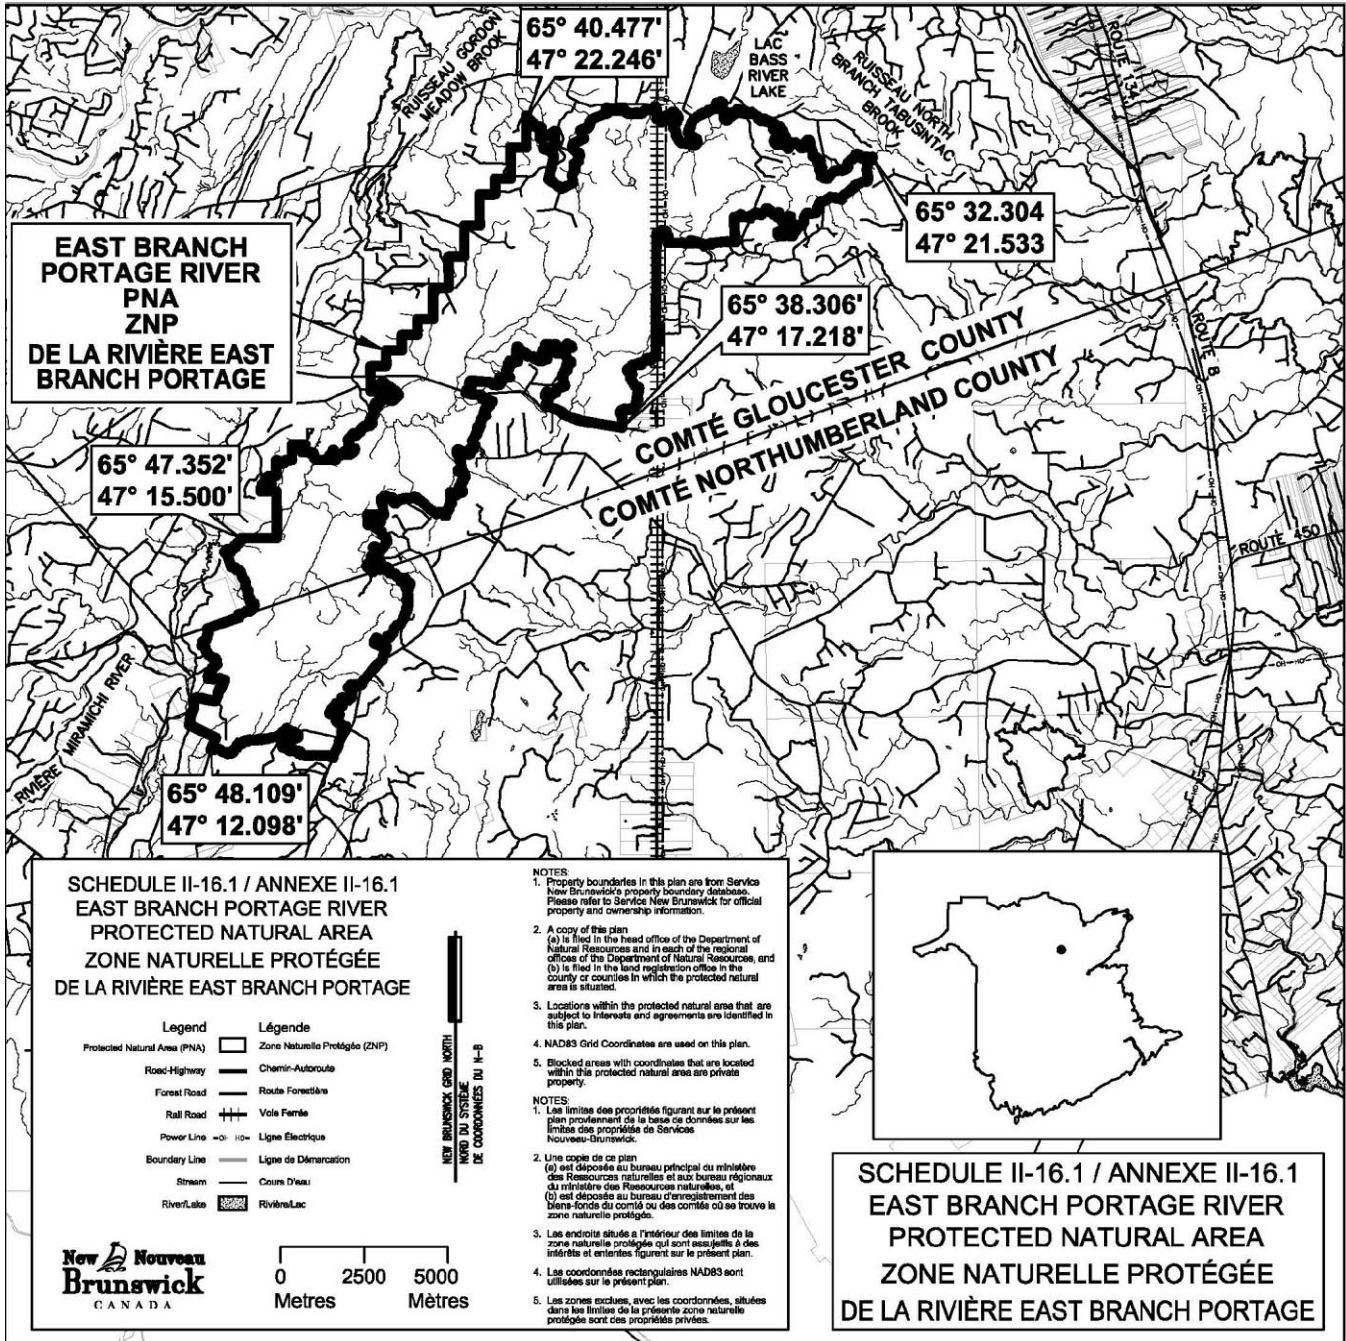 65° 40.477'
47° 22.246'
RUISSEAU GORDON
MEADOW BROOK
LAC
BASS
RIVER
LAKE
RUISSEAU NORTH
BRANCH TABUSINTAC
BROOK
ROUTE 134
EAST BRANCH
PORTAGE RIVER
PNA
ZNP
DE LA RIVIÈRE EAST
BRANCH PORTAGE
65° 32.304
47° 21.533
65° 38.306'
47° 17.218'
ROUTE 8
COMTÉ GLOUCESTER COUNTY
COMTÉ NORTHUMBERLAND COUNTY
65° 47.352'
47° 15.500'
ROUTE 450
RIVIÈRE MIRAMICHI RIVER
65° 48.109'
47° 12.098'
SCHEDULE II-16.1 / ANNEXE II-16.1
EAST BRANCH PORTAGE RIVER
PROTECTED NATURAL AREA
ZONE NATURELLE PROTÉGÉE
DE LA RIVIÈRE EAST BRANCH PORTAGE
Legend Légende
Protected Natural Area (PNA) Zone Naturelle Protégée (ZNP)
Road-Highway Chemin-Autoroute
Forest Road Route Forestière
Rail Road Voie Ferrée
Power Line Ligne Électrique
Boundary Line Ligne de Démarcation
Stream Cours D'eau
River/Lake Rivière/Lac
NEW BRUNSWICK GRID NORTH
NORD DU SYSTÈME
DE COORDONNÉES DU N-B
New Nouveau
Brunswick
CANADA
0 2500 5000
Metres Mètres
NOTES:
1. Property boundaries in this plan are from Service
New Brunswick's property boundary database.
Please refer to Service New Brunswick for official
property and ownership information.
2. A copy of this plan
(a) is filed in the head office of the Department of
Natural Resources and in each of the regional
offices of the Department of Natural Resources, and
(b) is filed in the land registration office in the
county or counties in which the protected natural
area is situated.
3. Locations within the protected natural area that are
subject to interests and agreements are identified in
this plan.
4. NAD83 Grid Coordinates are used on this plan.
5. Blocked areas with coordinates that are located
within this protected natural area are private
property.
NOTES:
1. Les limites des propriétés figurant sur le présent
plan proviennent de la base de données sur les
limites des propriétés de Services
Nouveau-Brunswick.
2. Une copie de ce plan
(a) est déposée au bureau principal du ministère
des Ressources naturelles et aux bureau régionaux
du ministère des Ressources naturelles, et
(b) est déposée au bureau d'enregistrement des
biens-fonds du comté ou des comtés où se trouve la
zone naturelle protégée.
3. Les endroits situés a l'intérieur des limites de la
zone naturelle protégée qui sont assujettis à des
intérêts et ententes figurent sur le présent plan.
4. Les coordonnées rectangulaires NAD83 sont
utilisées sur le présent plan.
5. Les zones exclues, avec les coordonnées, situées
dans les limites de la présente zone naturelle
protégée sont des propriétés privées.
SCHEDULE II-16.1 / ANNEXE II-16.1
EAST BRANCH PORTAGE RIVER
PROTECTED NATURAL AREA
ZONE NATURELLE PROTÉGÉE
DE LA RIVIÈRE EAST BRANCH PORTAGE